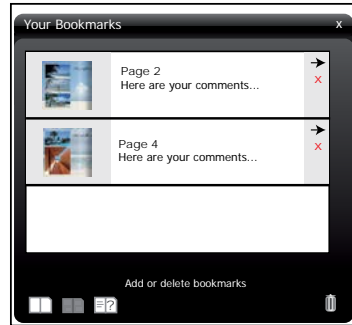 Your Bookmarks x
Page 2
Here are your comments...
x
Page 4
Here are your comments...
x
Add or delete bookmarks
?